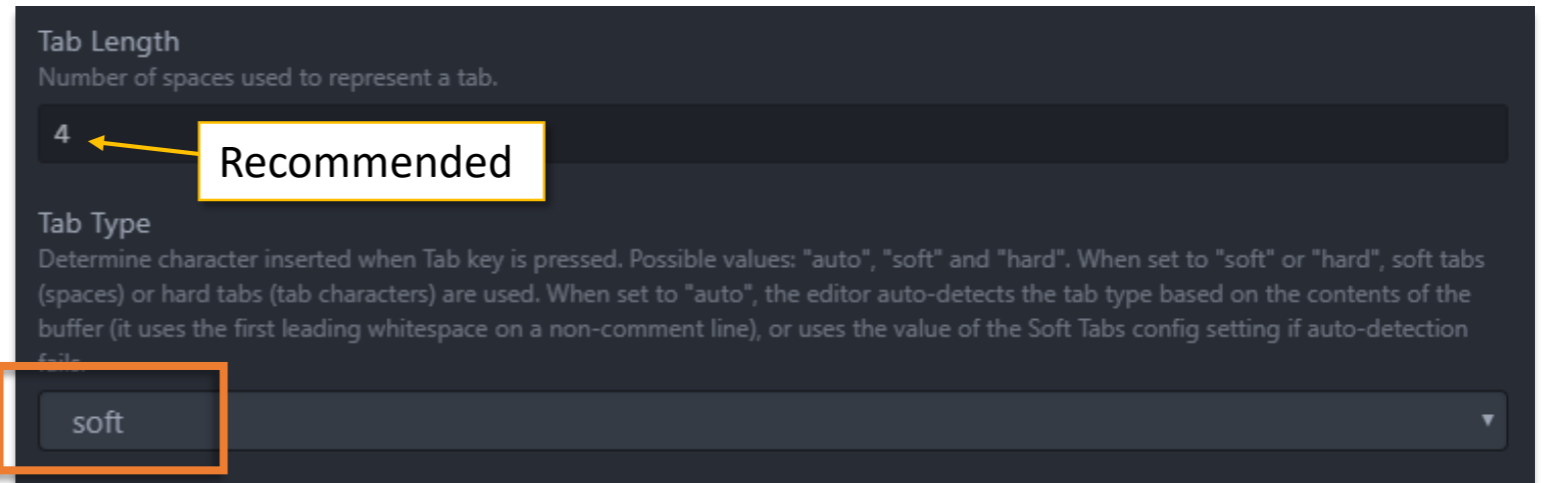 Tab Length
Number of spaces used to represent a tab.
4
Recommended
Tab Type
Determine character inserted when Tab key is pressed. Possible values: "auto", "soft" and "hard". When set to "soft" or "hard", soft tabs
(spaces) or hard tabs (tab characters) are used. When set to "auto", the editor auto-detects the tab type based on the contents of the
buffer (it uses the first leading whitespace on a non-comment line), or uses the value of the Soft Tabs config setting if auto-detection
fails.
soft